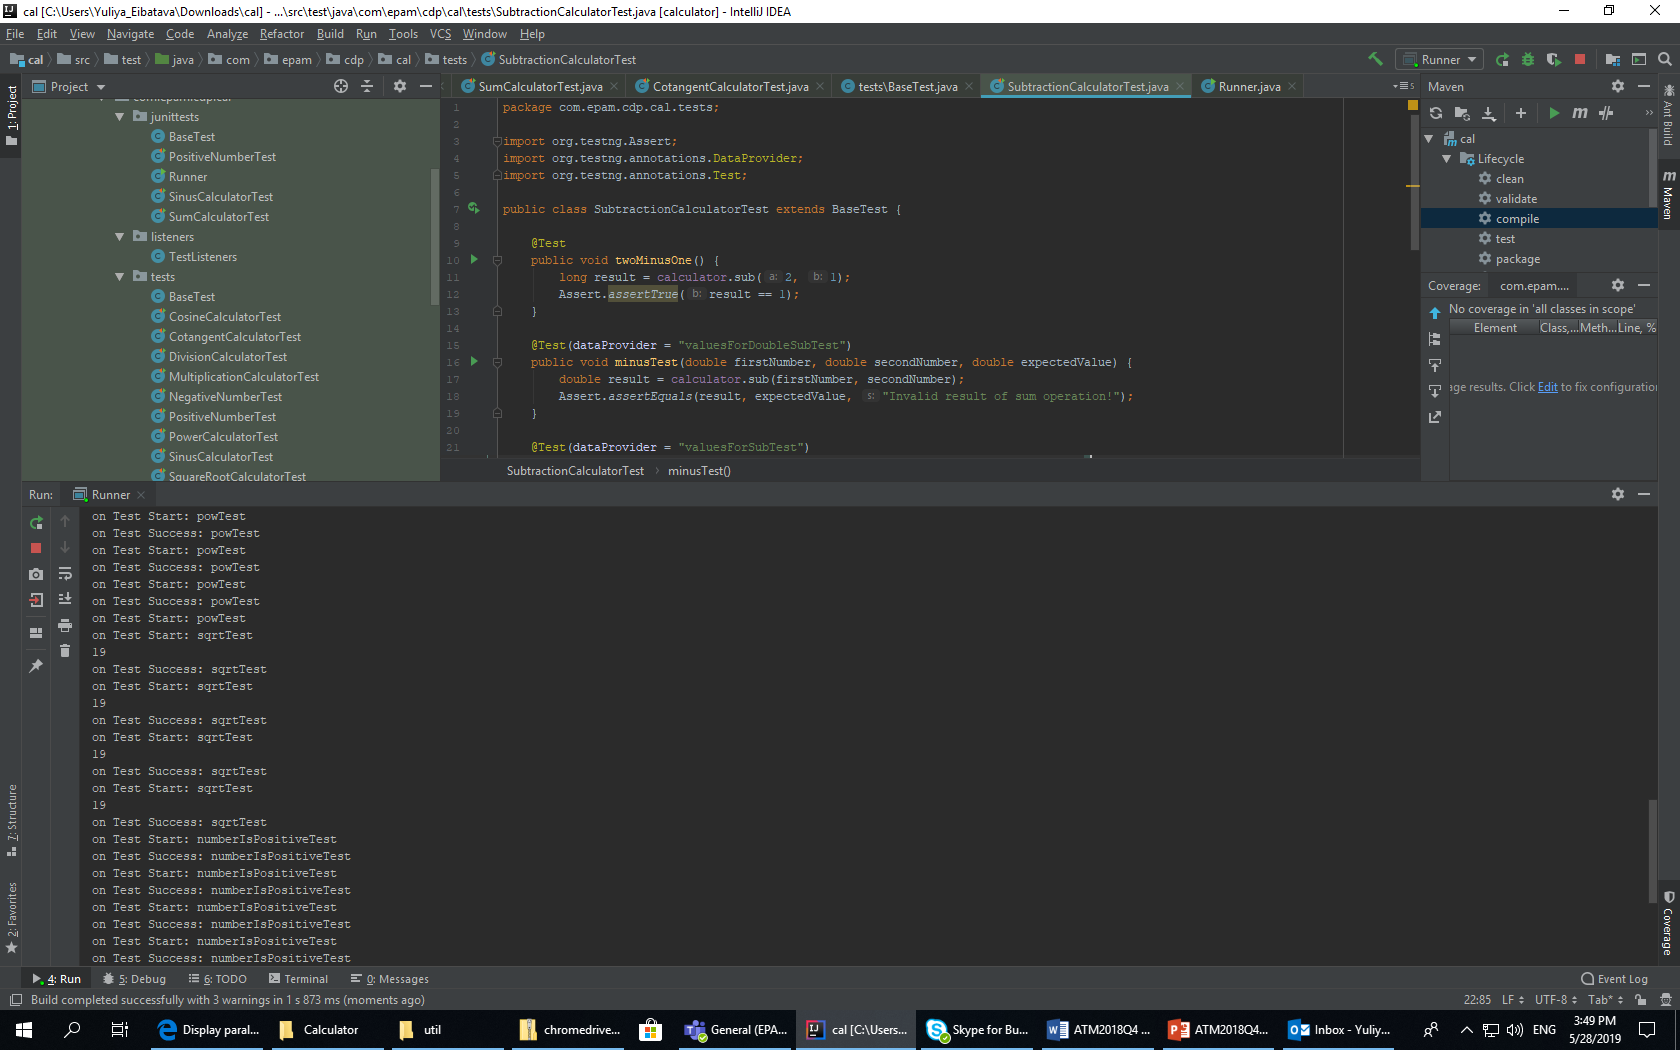 cal [C:\Users\Yuliya_Eibatava\Downloads\cal] - ...\src\test\java\com\epam\cdp\cal\tests\SubtractionCalculatorTest.java [calculator] - IntelliJ IDEA
File Edit View Navigate Code Analyze Refactor Build Run Tools VCS Window Help
cal src test java com epam cdp cal tests SubtractionCalculatorTest
Runner
Project
SumCalculatorTest.java CotangentCalculatorTest.java tests\BaseTest.java SubtractionCalculatorTest.java Runner.java
1: Project
junittests
BaseTest
PositiveNumberTest
Runner
SinusCalculatorTest
SumCalculatorTest
listeners
TestListeners
tests
BaseTest
CosineCalculatorTest
CotangentCalculatorTest
DivisionCalculatorTest
MultiplicationCalculatorTest
NegativeNumberTest
PositiveNumberTest
PowerCalculatorTest
SinusCalculatorTest
SquareRootCalculatorTest
1 package com.epam.cdp.cal.tests;
2
3 import org.testng.Assert;
4 import org.testng.annotations.DataProvider;
5 import org.testng.annotations.Test;
6
7 public class SubtractionCalculatorTest extends BaseTest {
8
9 @Test
10 public void twoMinusOne() {
11 long result = calculator.sub( a: 2, b: 1);
12 Assert.assertTrue( b: result == 1);
13 }
14
15 @Test(dataProvider = "valuesForDoubleSubTest")
16 public void minusTest(double firstNumber, double secondNumber, double expectedValue) {
17 double result = calculator.sub(firstNumber, secondNumber);
18 Assert.assertEquals(result, expectedValue, s: "Invalid result of sum operation!");
19 }
20
21 @Test(dataProvider = "valuesForSubTest")
SubtractionCalculatorTest › minusTest()
Maven
cal
Lifecycle
clean
validate
compile
test
package
Coverage: com.epam....
No coverage in 'all classes in scope'
Element Class,... Meth... Line, %
age results. Click Edit to fix configuratio
Ant Build
Maven
Coverage
Run: Runner
on Test Start: powTest
on Test Success: powTest
on Test Start: powTest
on Test Success: powTest
on Test Start: powTest
on Test Success: powTest
on Test Start: powTest
on Test Start: sqrtTest
19
on Test Success: sqrtTest
on Test Start: sqrtTest
19
on Test Success: sqrtTest
on Test Start: sqrtTest
19
on Test Success: sqrtTest
on Test Start: sqrtTest
19
on Test Success: sqrtTest
on Test Start: numberIsPositiveTest
on Test Success: numberIsPositiveTest
on Test Start: numberIsPositiveTest
on Test Success: numberIsPositiveTest
on Test Start: numberIsPositiveTest
on Test Success: numberIsPositiveTest
on Test Start: numberIsPositiveTest
on Test Success: numberIsPositiveTest
7: Structure
2: Favorites
4: Run 5: Debug 6: TODO Terminal 0: Messages Event Log
Build completed successfully with 3 warnings in 1 s 873 ms (moments ago) 22:85 LF UTF-8 Tab*
Display paral... Calculator util chromedrive... General (EPA... cal [C:\Users... Skype for Bu... ATM2018Q4 ... ATM2018Q4... Inbox - Yuliy... ENG
3:49 PM
5/28/2019